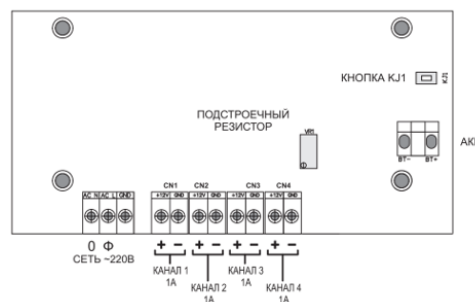 КНОПКА KJ1
KJ1
ПОДСТРОЕЧНЫЙ
РЕЗИСТОР
VR1
АК
BT− BT+
CN1 CN2 CN3 CN4
AC N AC L GND +12V GND +12V GND +12V GND +12V GND
0 Ф + − + − + − + −
СЕТЬ ~220В
КАНАЛ 1 КАНАЛ 3
1А КАНАЛ 2 1А КАНАЛ 4
1А 1А